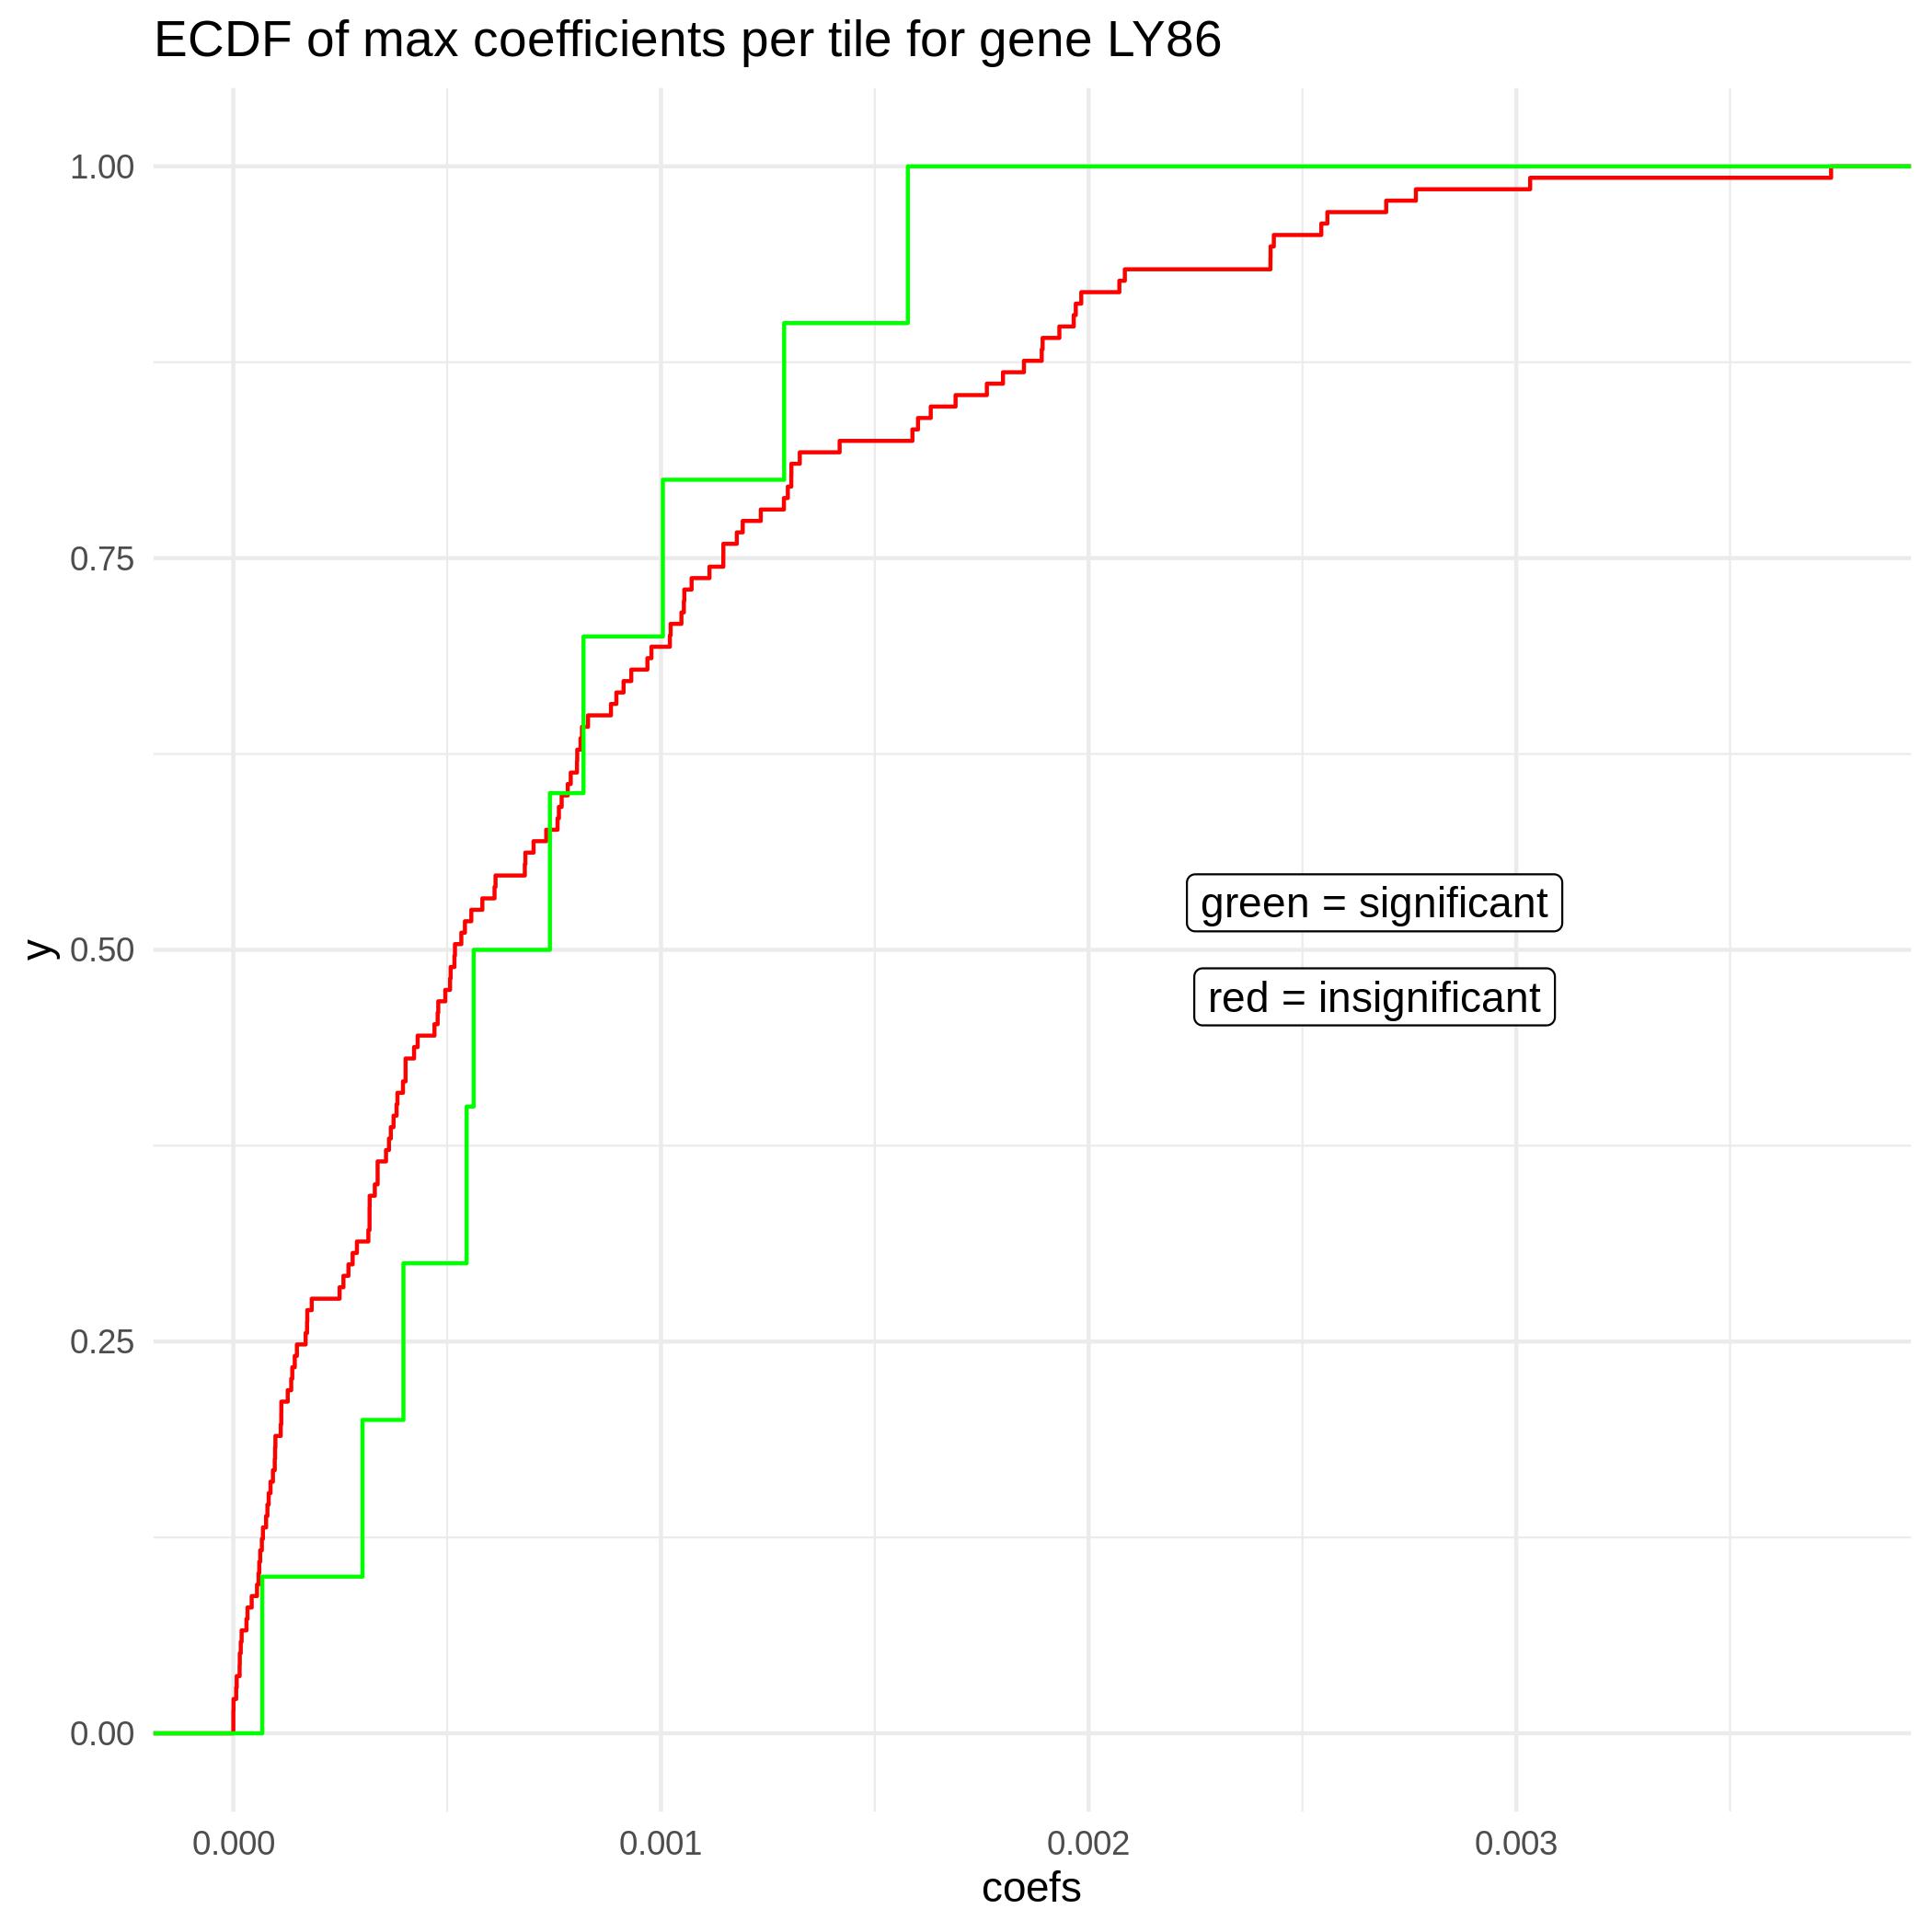 ECDF of max coefficients per tile for gene LY86
1.00
0.75
0.50
0.25
0.00
y
green = significant
red = insignificant
0.000 0.001 0.002 0.003
coefs